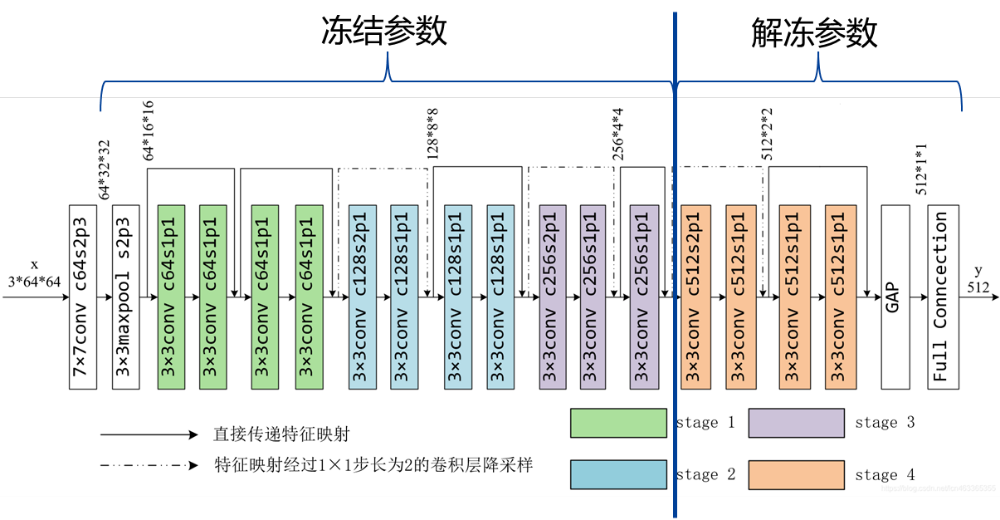 冻结参数
解冻参数
64*32*32
64*16*16
128*8*8
256*4*4
512*2*2
512*1*1
x
3*64*64
7×7conv c64s2p3
3×3maxpool s2p3
3×3conv c64s1p1
3×3conv c64s1p1
3×3conv c64s1p1
3×3conv c64s1p1
3×3conv c128s2p1
3×3conv c128s1p1
3×3conv c128s1p1
3×3conv c128s1p1
3×3conv c256s2p1
3×3conv c256s1p1
3×3conv c256s1p1
3×3conv c512s2p1
3×3conv c512s1p1
3×3conv c512s1p1
3×3conv c512s1p1
GAP
Full Conncection
y
512
直接传递特征映射
特征映射经过1×1步长为2的卷积层降采样
stage 1
stage 2
stage 3
stage 4